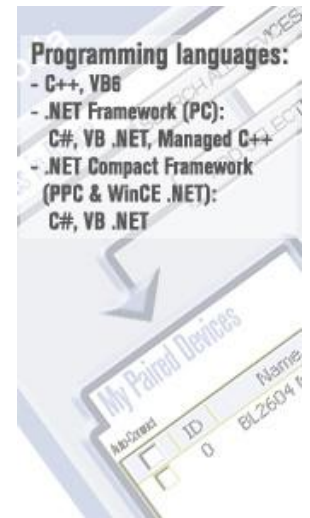 Programming languages:
- C++, VB6
- .NET Framework (PC):
C#, VB .NET, Managed C++
- .NET Compact Framework
(PPC & WinCE .NET):
C#, VB .NET
My Paired Devices
Auto-Connect
ID
Name
0
BL2604